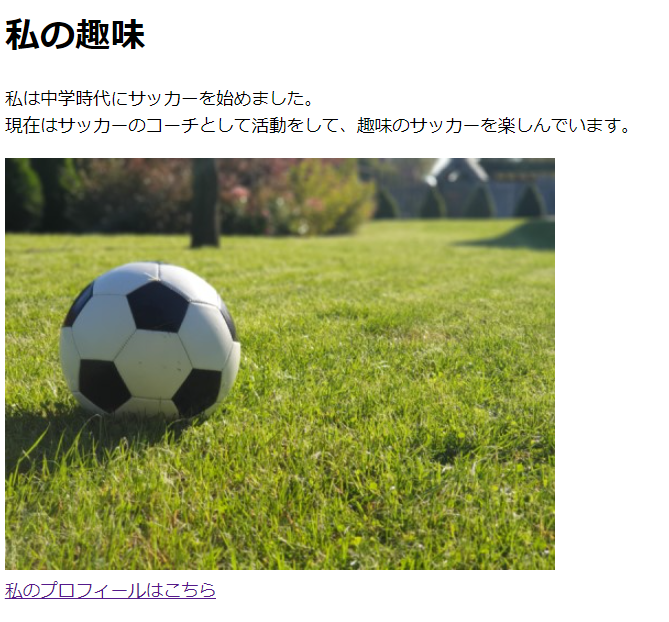 私の趣味
私は中学時代にサッカーを始めました。
現在はサッカーのコーチとして活動をして、趣味のサッカーを楽しんでいます。
私のプロフィールはこちら